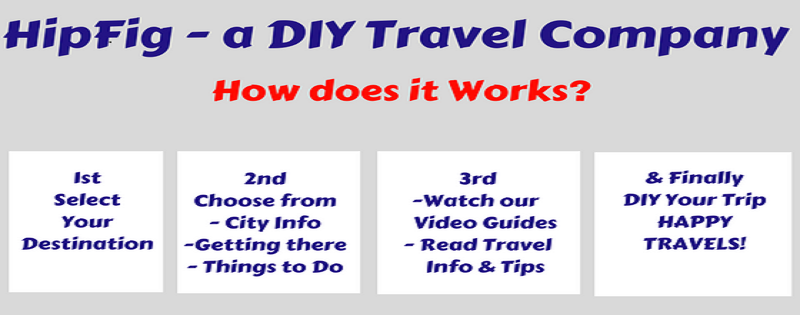 HipFig - a DIY Travel Company
How does it Works?
1st
Select
Your
Destination
2nd
Choose from
- City Info
-Getting there
- Things to Do
3rd
-Watch our
Video Guides
- Read Travel
Info & Tips
& Finally
DIY Your Trip
HAPPY
TRAVELS!